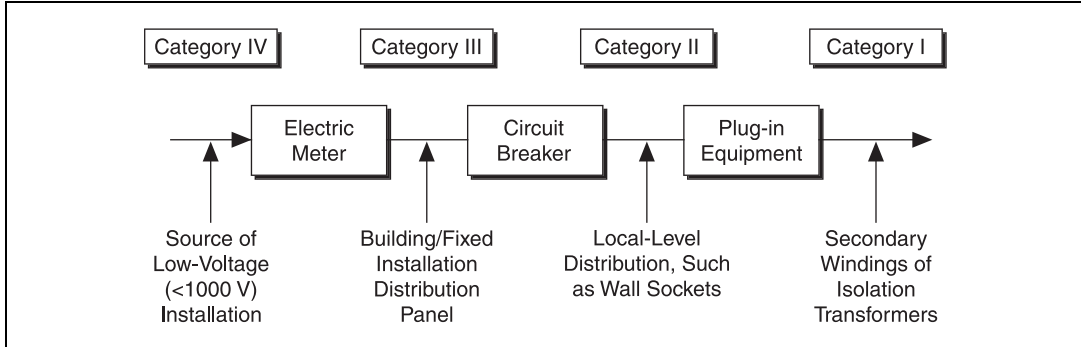 Category IV
Category III
Category II
Category I
Electric
Meter
Circuit
Breaker
Plug-in
Equipment
Source of
Low-Voltage
(<1000 V)
Installation
Building/Fixed
Installation
Distribution
Panel
Local-Level
Distribution, Such
as Wall Sockets
Secondary
Windings of
Isolation
Transformers